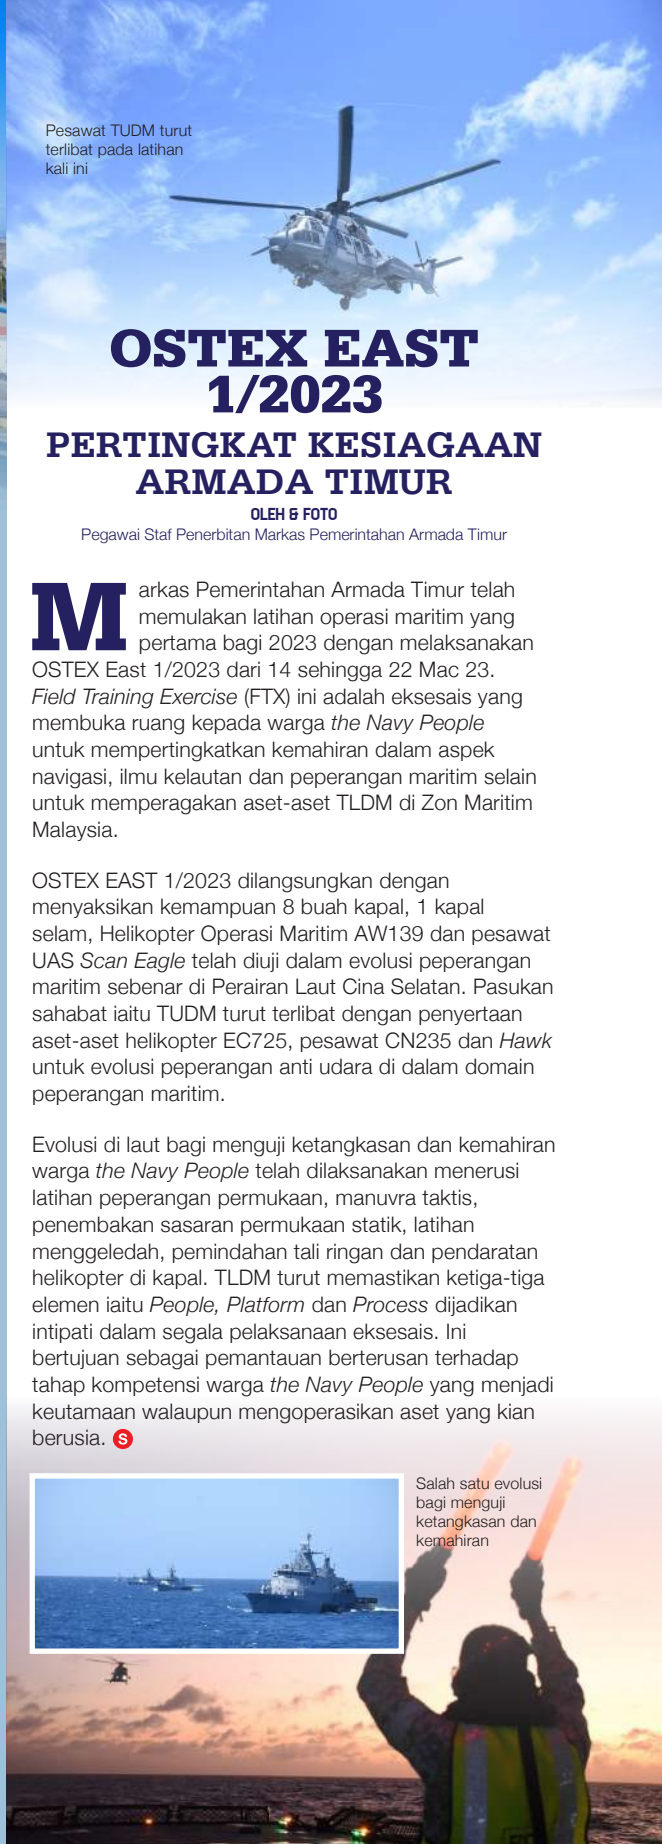 Pesawat TUDM turut
terlibat pada latihan
kali ini
OSTEX EAST
1/2023
PERTINGKAT KESIAGAAN
ARMADA TIMUR
OLEH & FOTO
Pegawai Staf Penerbitan Markas Pemerintahan Armada Timur
Markas Pemerintahan Armada Timur telah
memulakan latihan operasi maritim yang
pertama bagi 2023 dengan melaksanakan
OSTEX East 1/2023 dari 14 sehingga 22 Mac 23.
Field Training Exercise (FTX) ini adalah eksesais yang
membuka ruang kepada warga the Navy People
untuk mempertingkatkan kemahiran dalam aspek
navigasi, ilmu kelautan dan peperangan maritim selain
untuk memperagakan aset-aset TLDM di Zon Maritim
Malaysia.
OSTEX EAST 1/2023 dilangsungkan dengan
menyaksikan kemampuan 8 buah kapal, 1 kapal
selam, Helikopter Operasi Maritim AW139 dan pesawat
UAS Scan Eagle telah diuji dalam evolusi peperangan
maritim sebenar di Perairan Laut Cina Selatan. Pasukan
sahabat iaitu TUDM turut terlibat dengan penyertaan
aset-aset helikopter EC725, pesawat CN235 dan Hawk
untuk evolusi peperangan anti udara di dalam domain
peperangan maritim.
Evolusi di laut bagi menguji ketangkasan dan kemahiran
warga the Navy People telah dilaksanakan menerusi
latihan peperangan permukaan, manuvra taktis,
penembakan sasaran permukaan statik, latihan
menggeledah, pemindahan tali ringan dan pendaratan
helikopter di kapal. TLDM turut memastikan ketiga-tiga
elemen iaitu People, Platform dan Process dijadikan
intipati dalam segala pelaksanaan eksesais. Ini
bertujuan sebagai pemantauan berterusan terhadap
tahap kompetensi warga the Navy People yang menjadi
keutamaan walaupun mengoperasikan aset yang kian
berusia. S
Salah satu evolusi
bagi menguji
ketangkasan dan
kemahiran